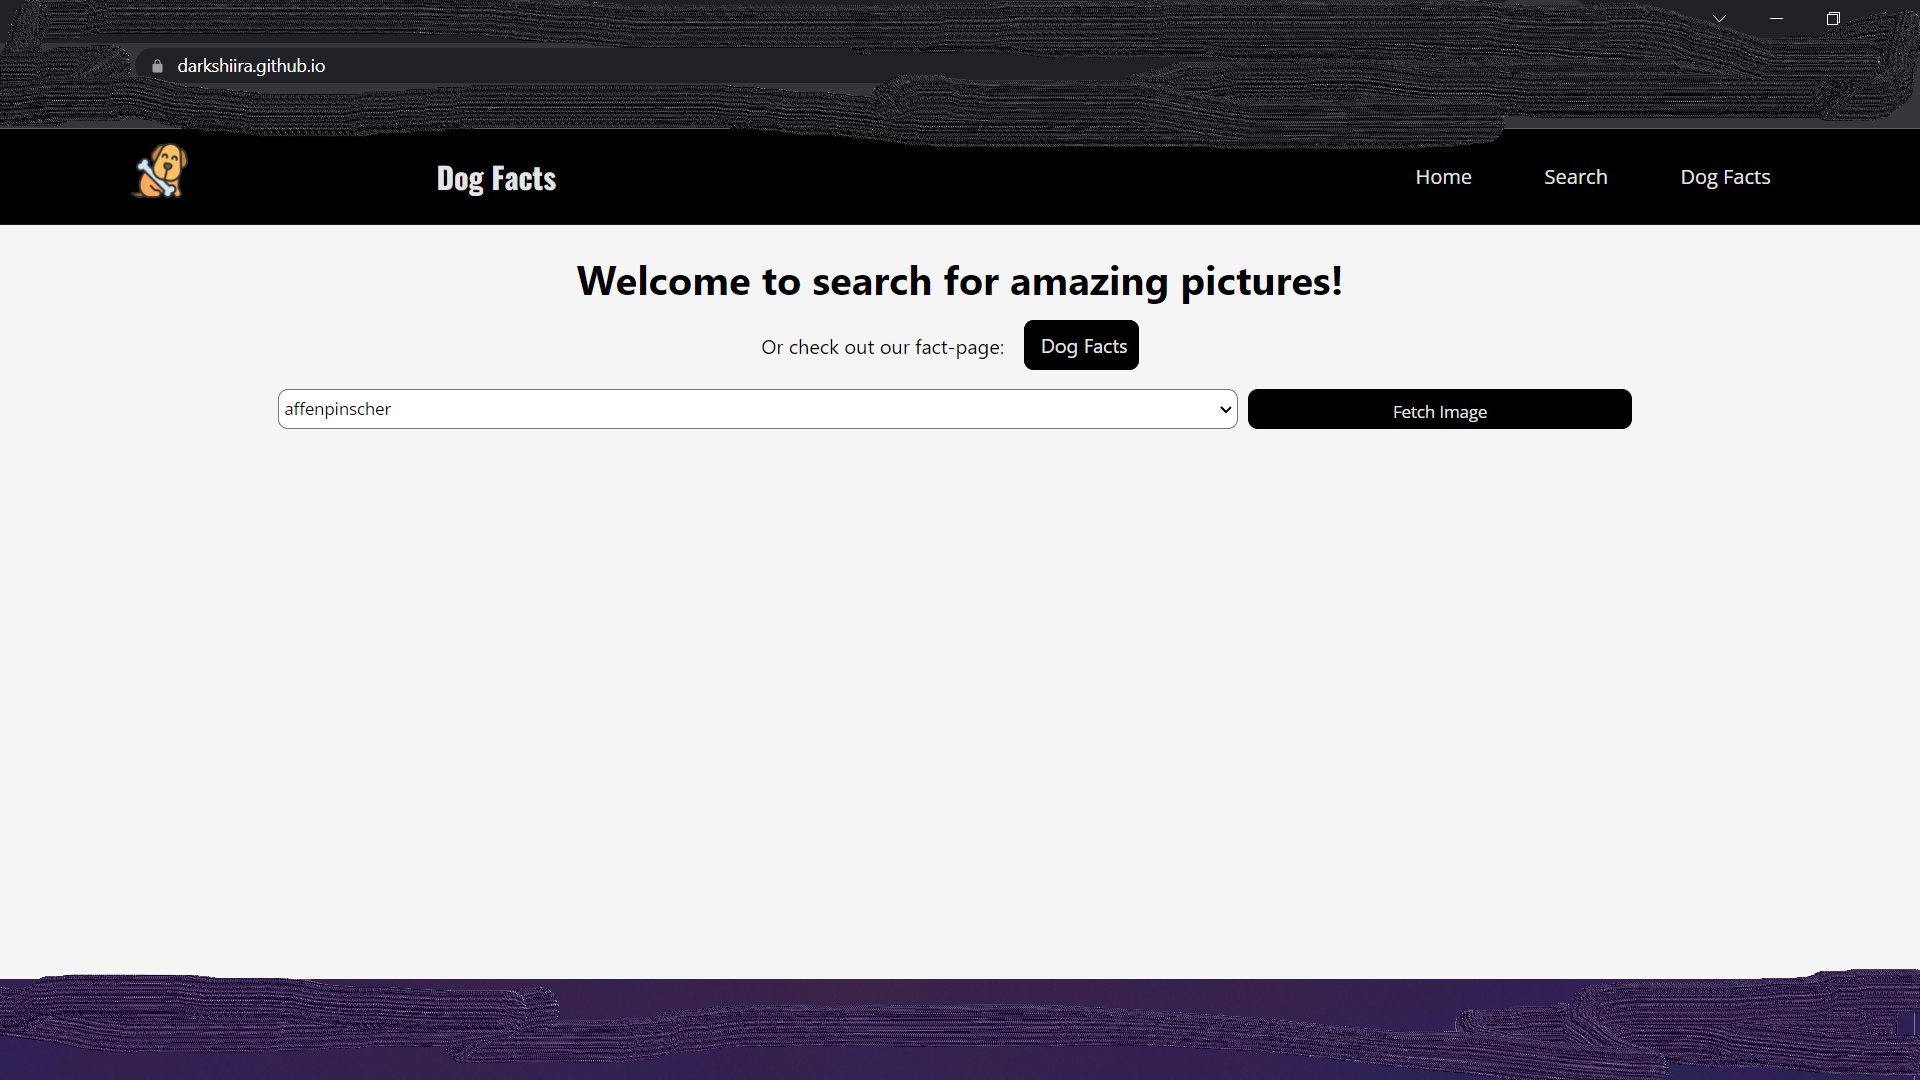 darkshiira.github.io
Dog Facts
Home
Search
Dog Facts
Welcome to search for amazing pictures!
Or check out our fact-page:
Dog Facts
affenpinscher
Fetch Image